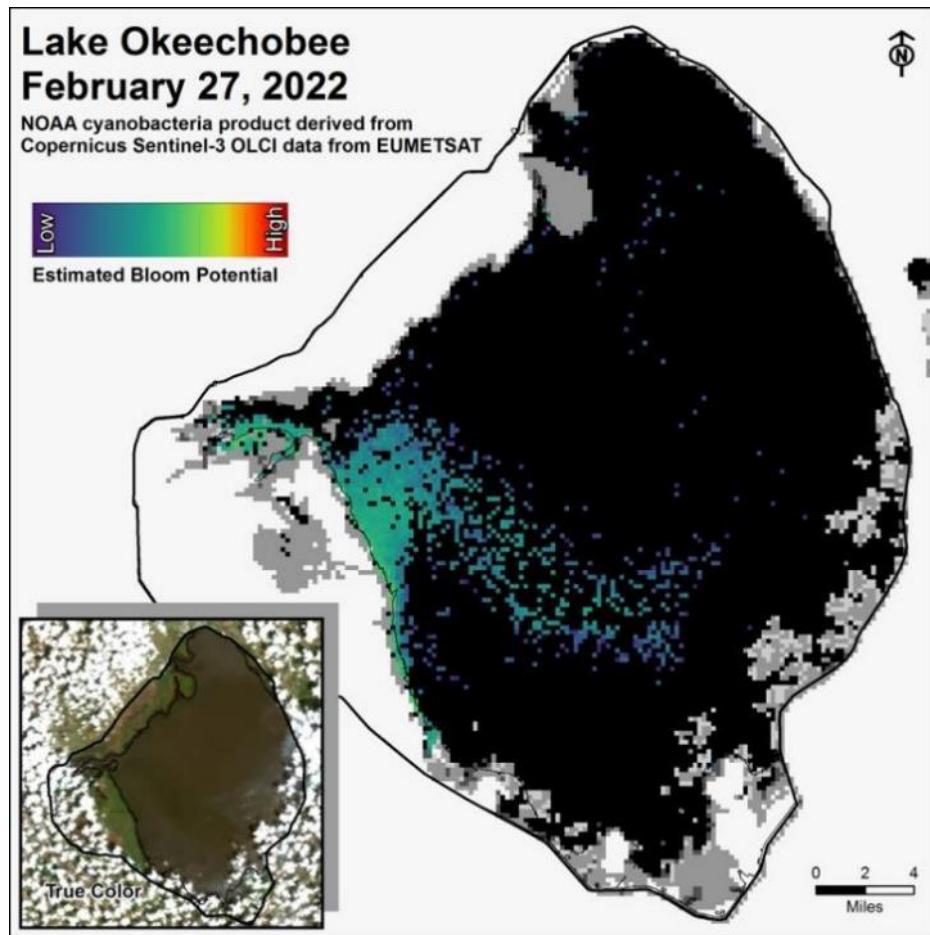 Lake Okeechobee
February 27, 2022
NOAA cyanobacteria product derived from
Copernicus Sentinel-3 OLCI data from EUMETSAT
N
Low
High
Estimated Bloom Potential
True Color
0 2 4
Miles